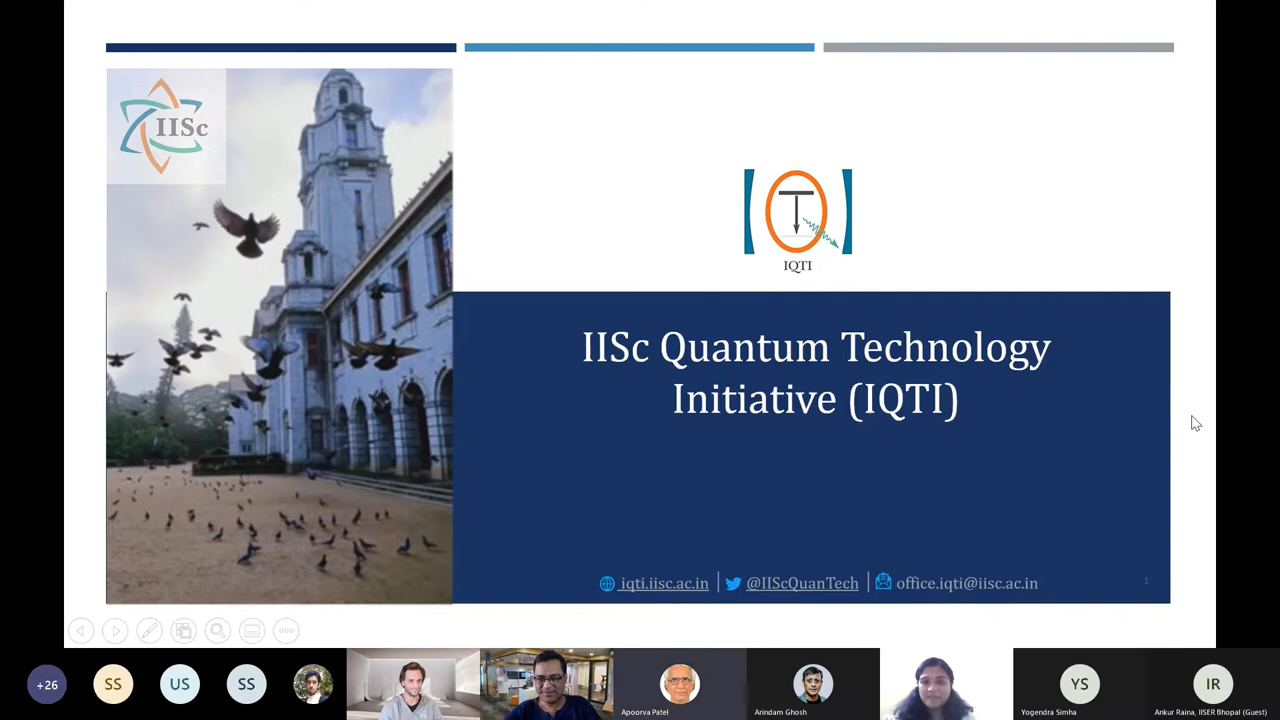 IISc
IQTI
IISc Quantum Technology
Initiative (IQTI)
iqti.iisc.ac.in | @IIScQuanTech | office.iqti@iisc.ac.in
1
+26
SS
US
SS
Apoorva Patel
Arindam Ghosh
YS
Yogendra Simha
IR
Ankur Raina, IISER Bhopal (Guest)